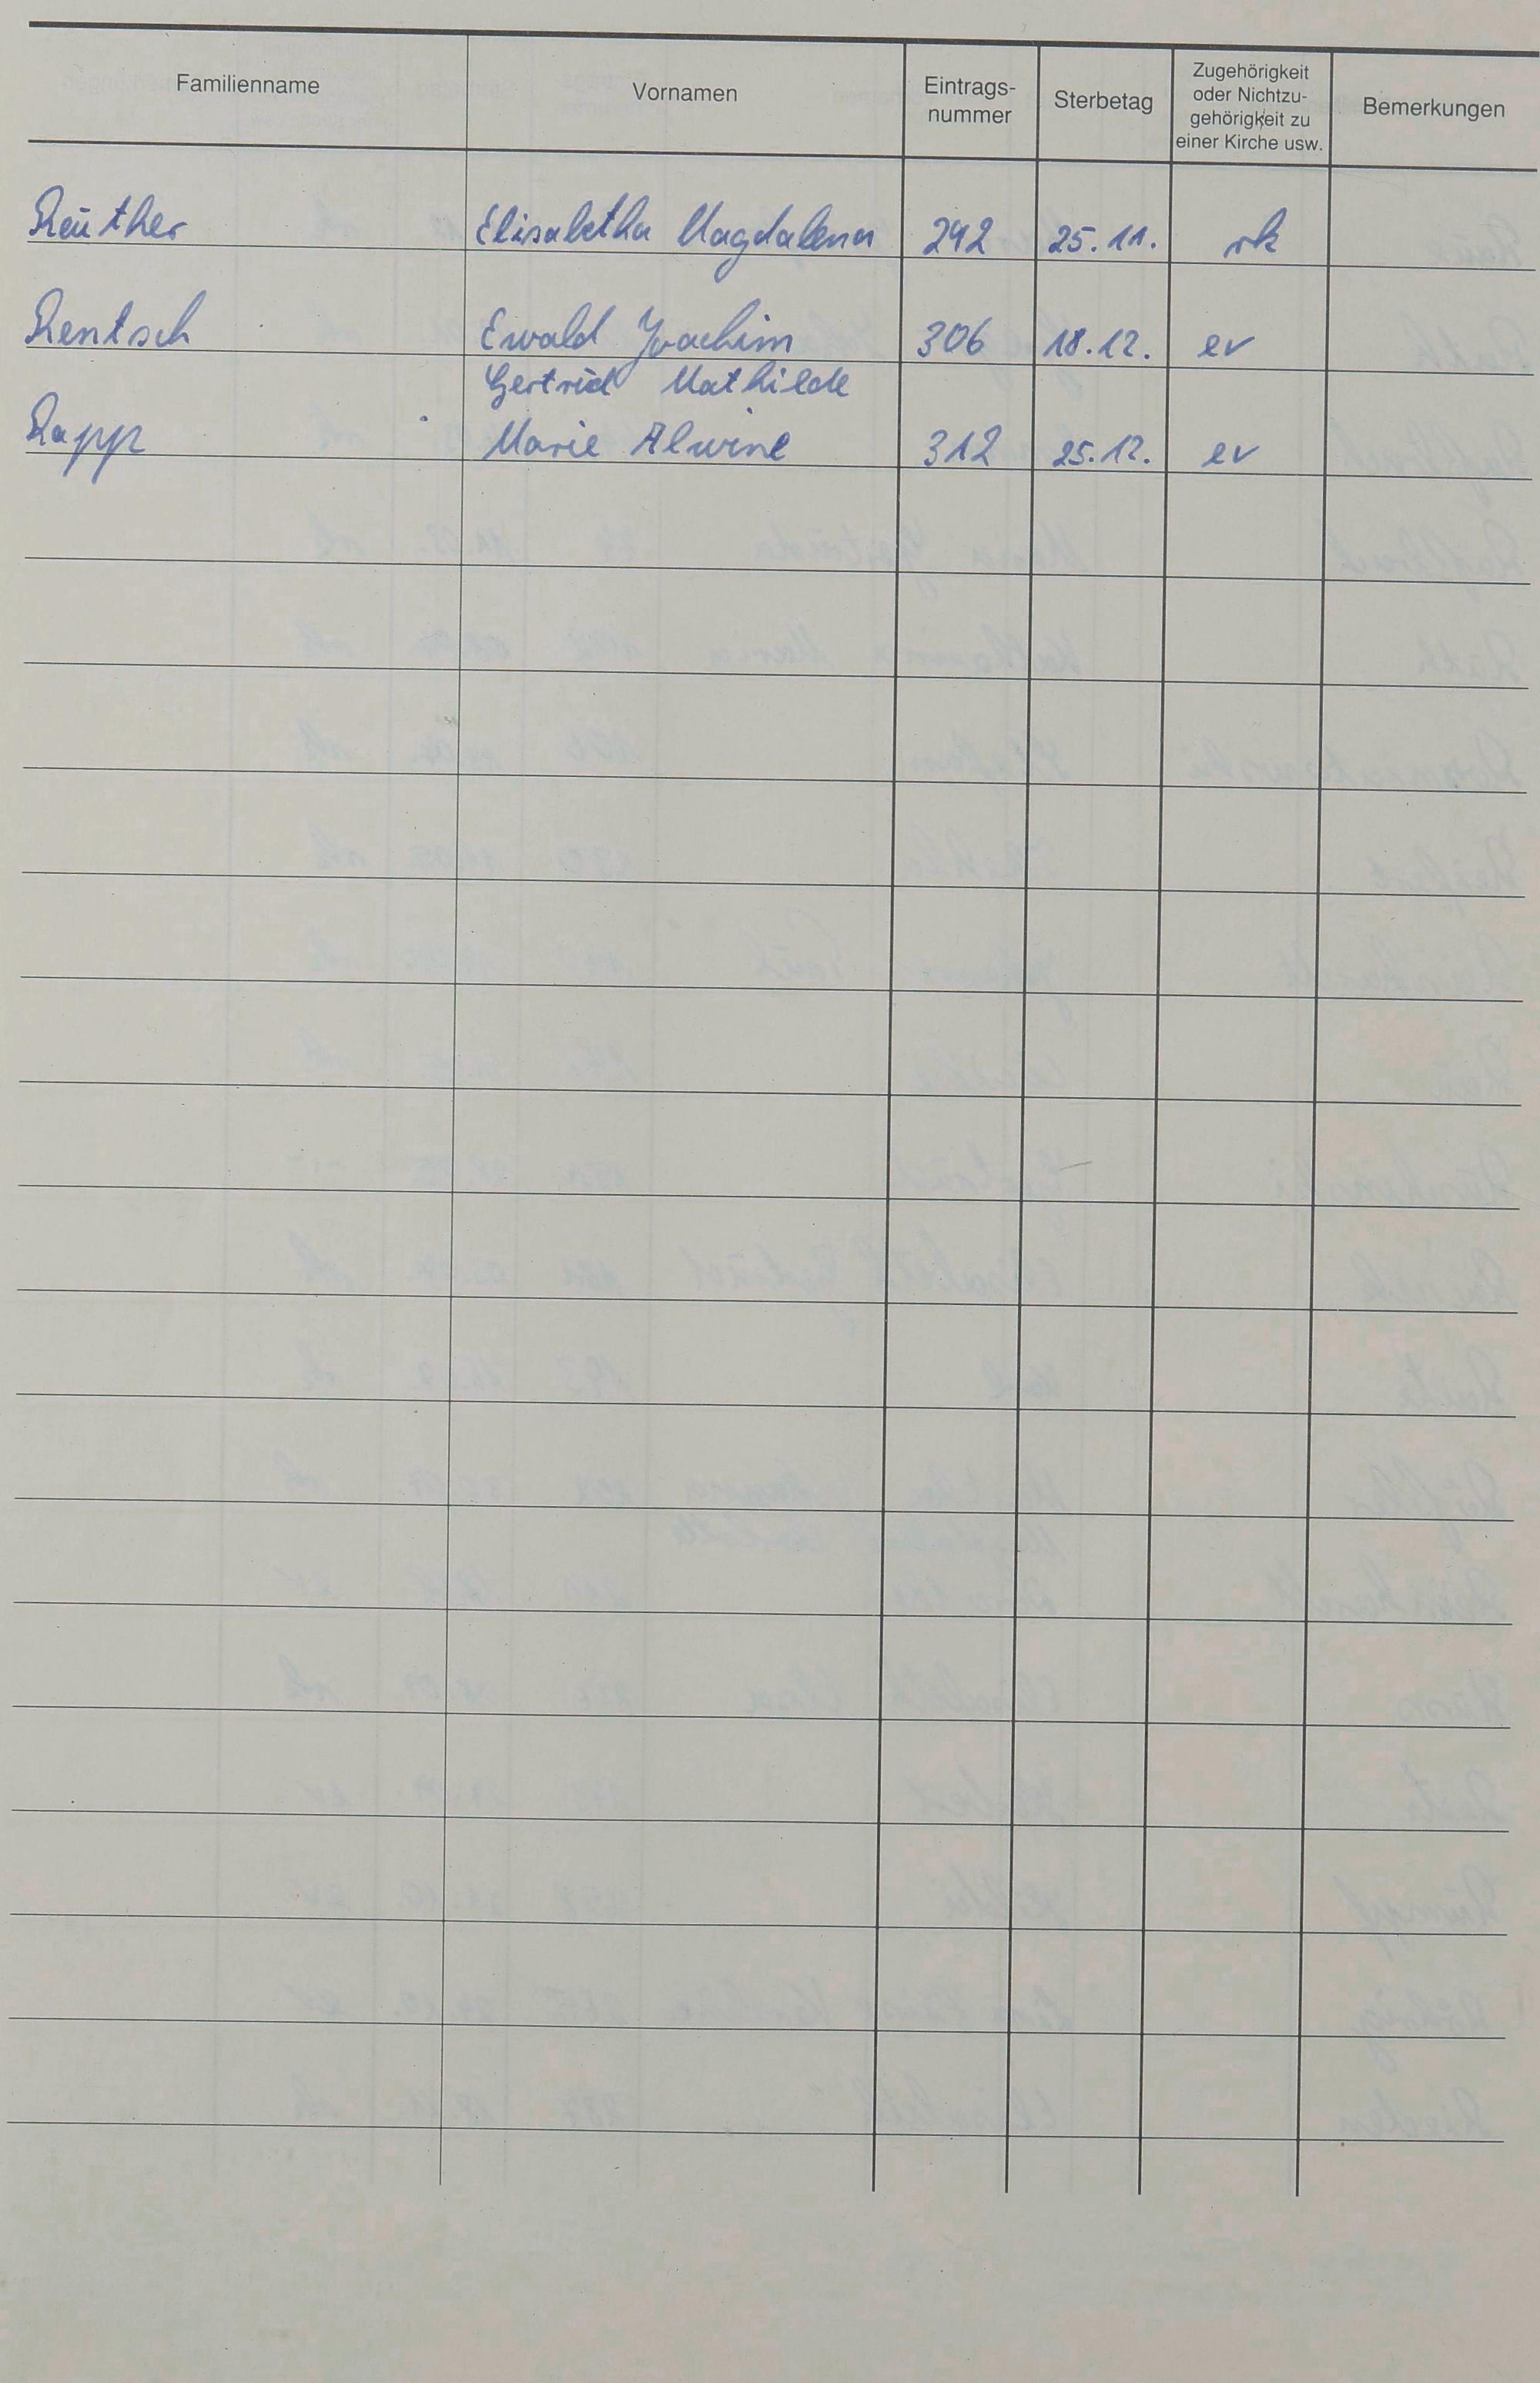 Familienname Vornamen Eintrags-nummer Sterbetag Zugehörigkeit oder Nichtzu-gehörigkeit zu einer Kirche usw. Bemerkungen
Reuther Elisabetha Magdalena 292 25.11. rk
Rentsch Ewald Joachim 306 18.12. ev
Gertrud Mathilde
Rapp Marie Alwine 312 25.12. ev